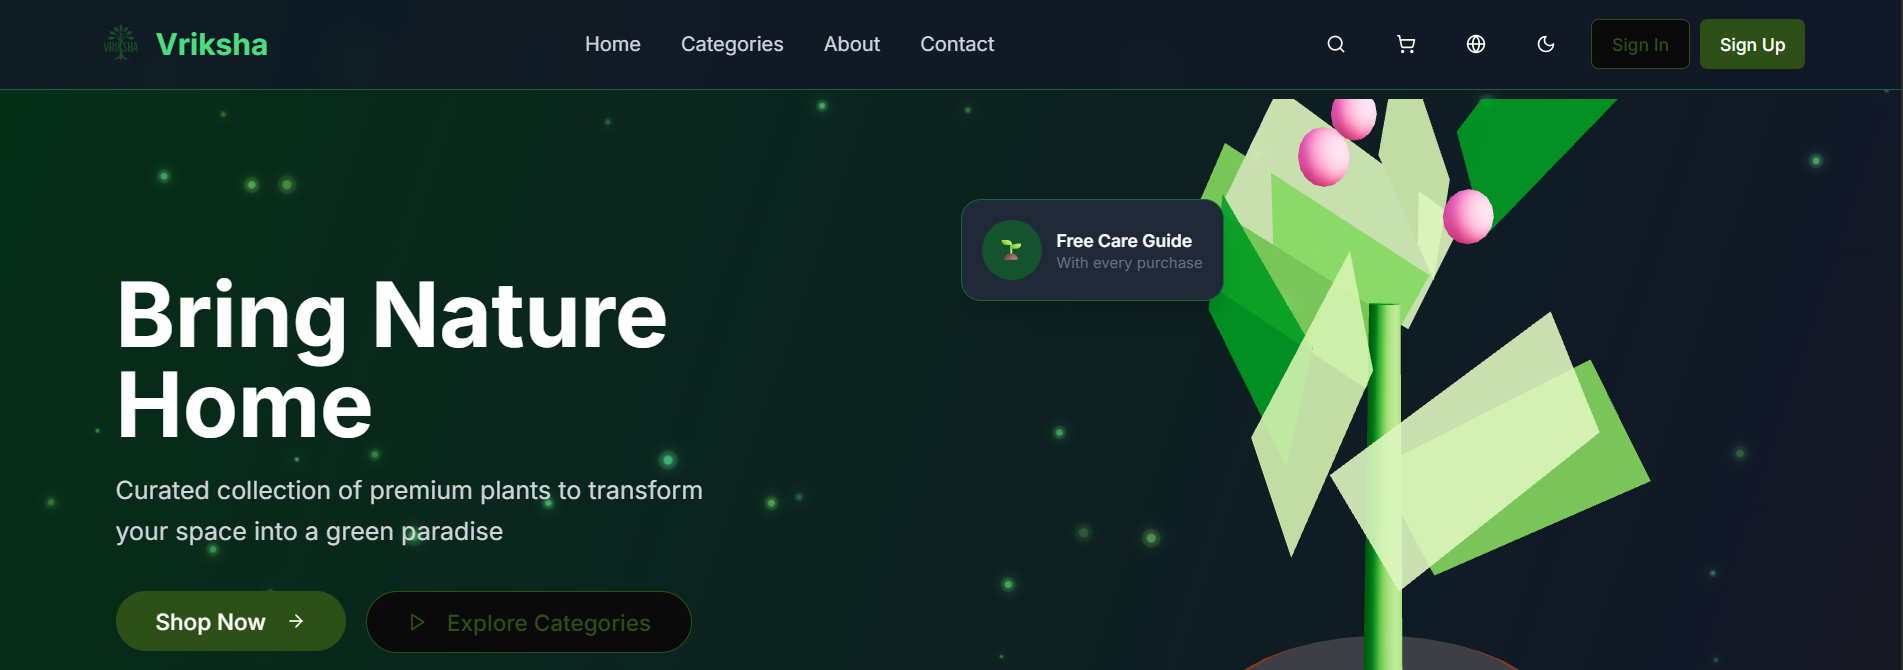 VRIKSHA
Vriksha
Home
Categories
About
Contact
Sign In
Sign Up
Free Care Guide
With every purchase
Bring Nature
Home
Curated collection of premium plants to transform
your space into a green paradise
Shop Now
Explore Categories